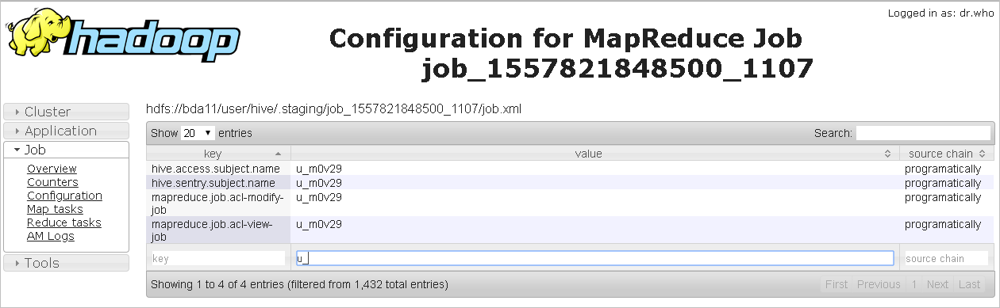 Logged in as: dr.who
hadoop
Configuration for MapReduce Job
job_1557821848500_1107
Cluster
Application
Job
Overview
Counters
Configuration
Map tasks
Reduce tasks
AM Logs
Tools
hdfs://bda11/user/hive/.staging/job_1557821848500_1107/job.xml
Show 20 entries Search:
key value source chain
hive.access.subject.name u_m0v29 programatically
hive.sentry.subject.name u_m0v29 programatically
mapreduce.job.acl-modify- u_m0v29 programatically
job
mapreduce.job.acl-view- u_m0v29 programatically
job
key u_ source chain
Showing 1 to 4 of 4 entries (filtered from 1,432 total entries) First Previous 1 Next Last